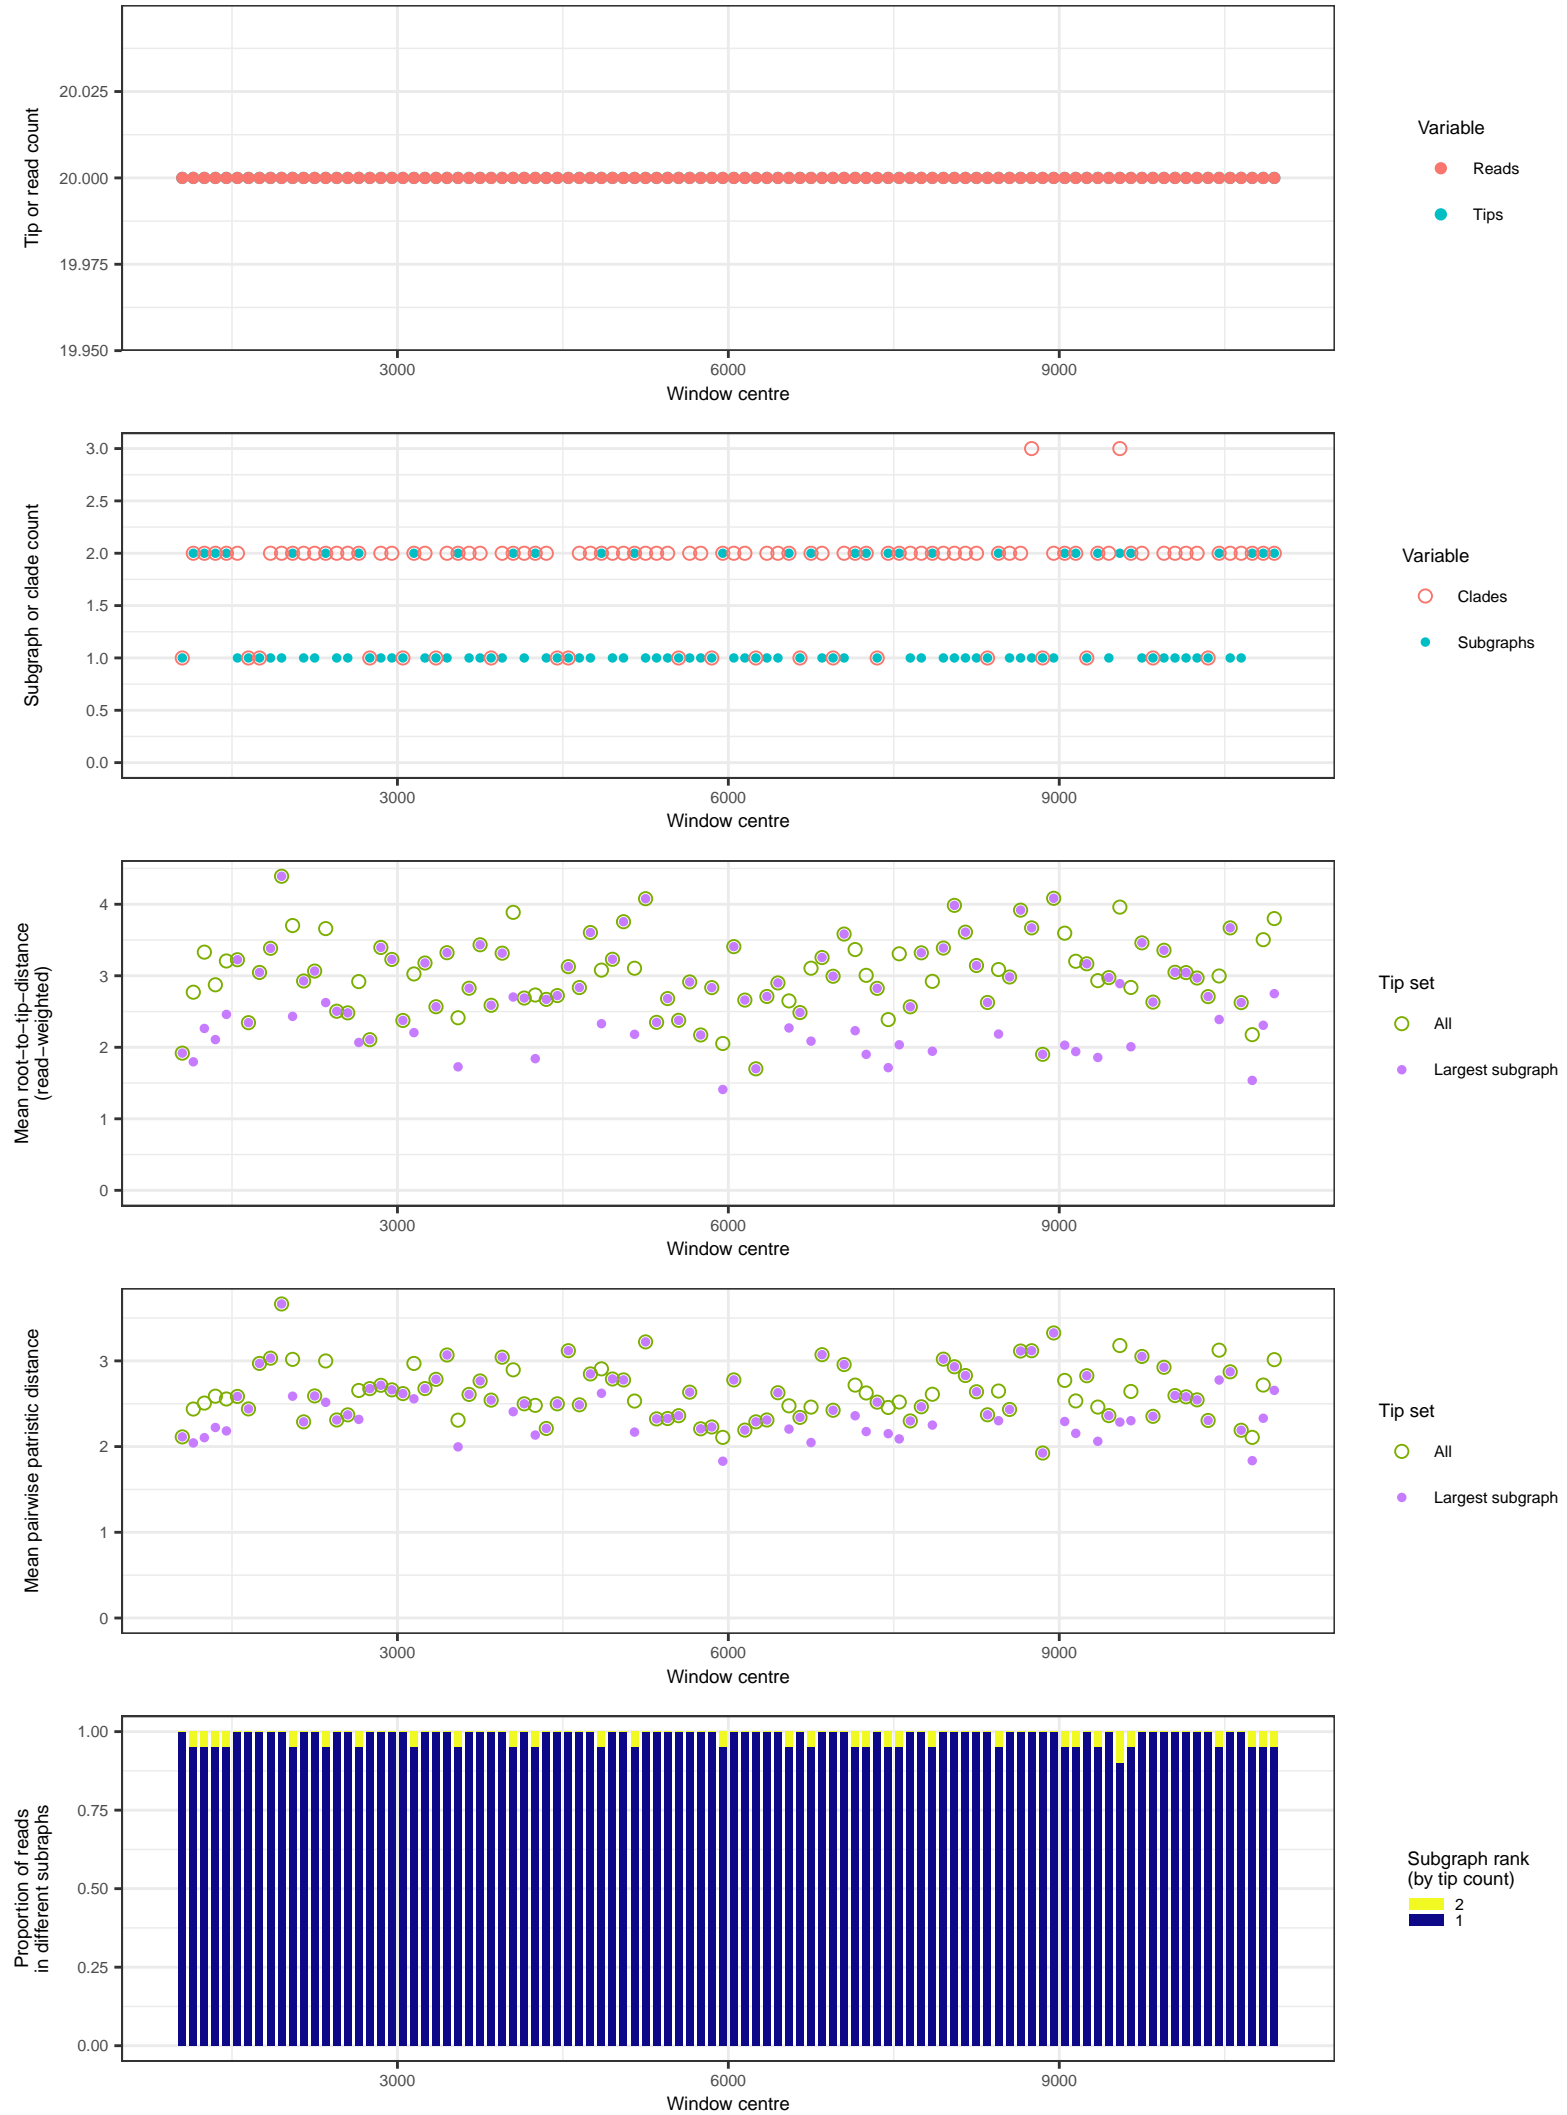 Tip or read count
20.025
20.000
19.975
19.950
3000 6000 9000
Window centre
Variable
Reads
Tips
Subgraph or clade count
3.0
2.5
2.0
1.5
1.0
0.5
0.0
3000 6000 9000
Window centre
Variable
Clades
Subgraphs
Mean root−to−tip−distance
(read−weighted)
4
3
2
1
0
3000 6000 9000
Window centre
Tip set
All
Largest subgraph
Mean pairwise patristic distance
3
2
1
0
3000 6000 9000
Window centre
Tip set
All
Largest subgraph
Proportion of reads
in different subraphs
1.00
0.75
0.50
0.25
0.00
3000 6000 9000
Window centre
Subgraph rank
(by tip count)
2
1